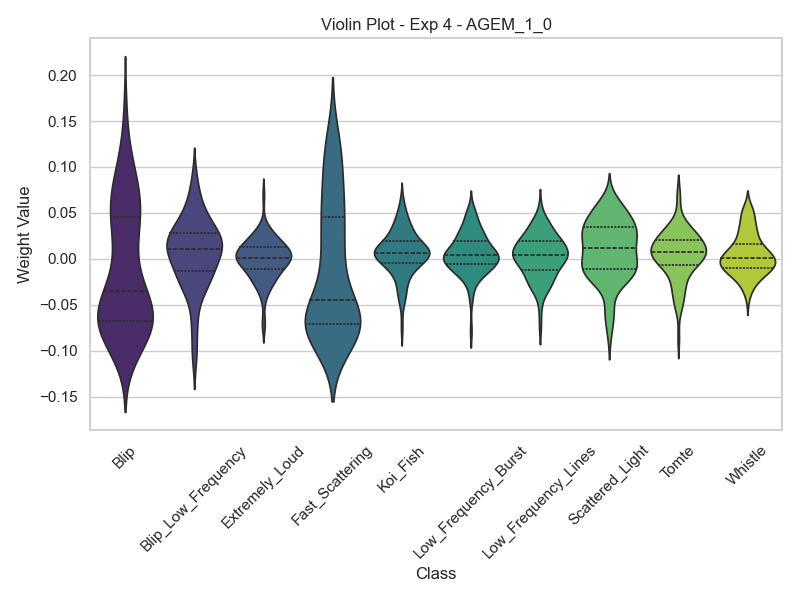 Violin Plot - Exp 4 - AGEM_1_0
Weight Value
0.20
0.15
0.10
0.05
0.00
−0.05
−0.10
−0.15
Blip
Blip_Low_Frequency
Extremely_Loud
Fast_Scattering
Koi_Fish
Low_Frequency_Burst
Low_Frequency_Lines
Scattered_Light
Tomte
Whistle
Class